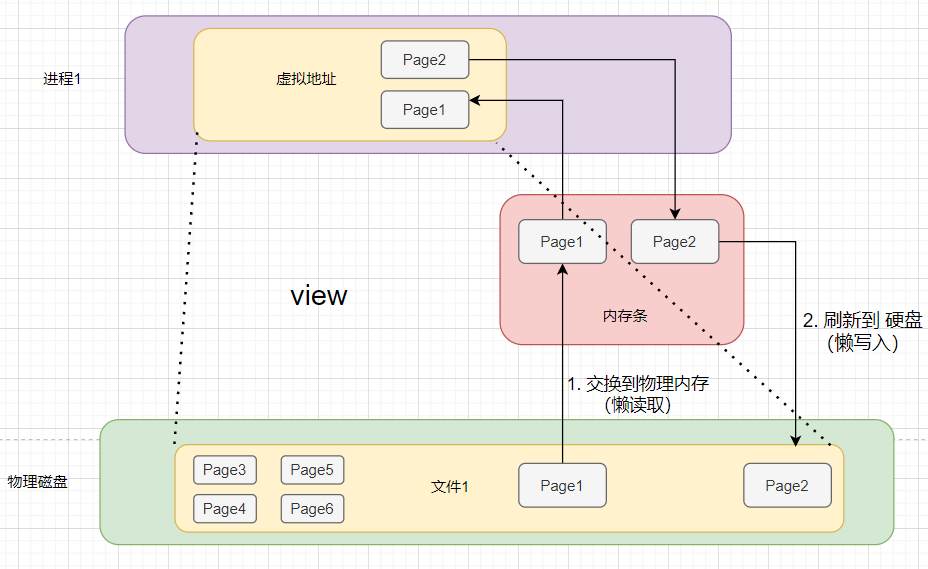 进程1
虚拟地址
Page2
Page1
Page1
Page2
内存条
view
2. 刷新到 硬盘
(懒写入)
1. 交换到物理内存
(懒读取)
物理磁盘
Page3
Page5
Page4
Page6
文件1
Page1
Page2